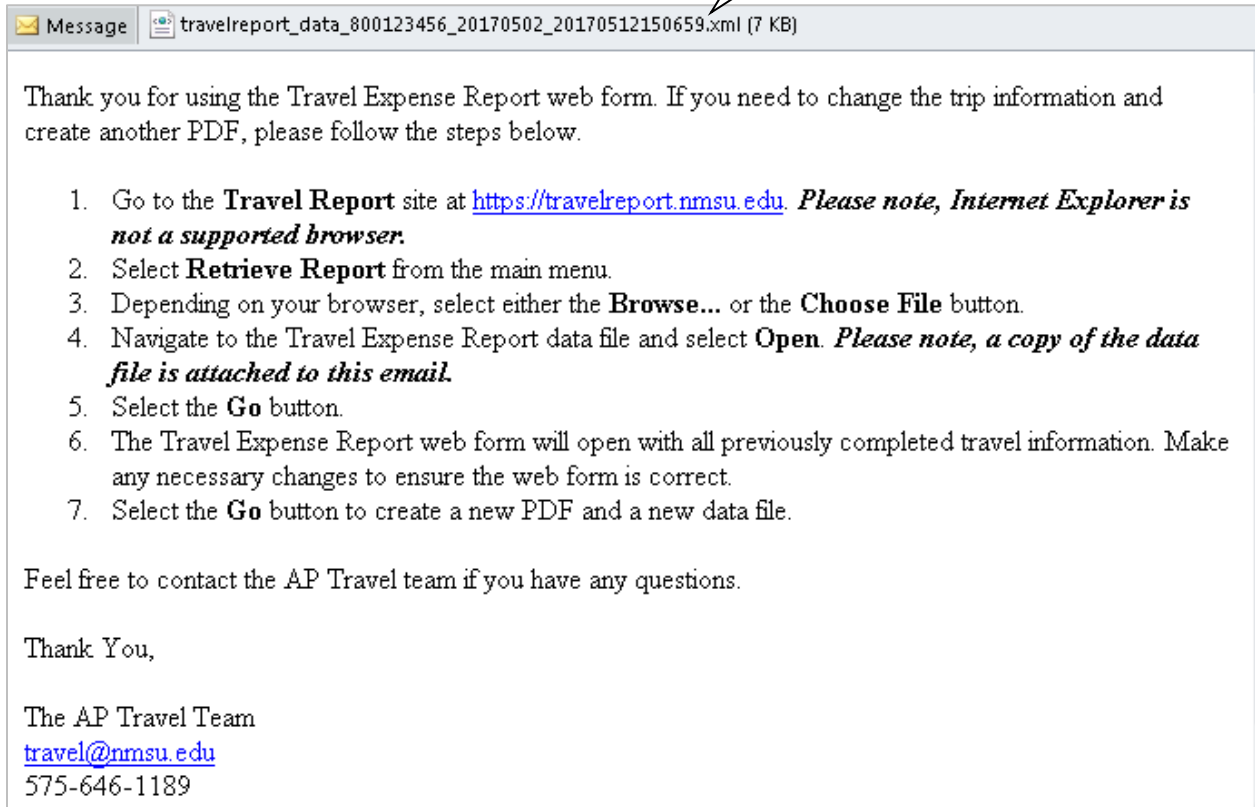 Message travelreport_data_800123456_20170502_20170512150659.xml (7 KB)
Thank you for using the Travel Expense Report web form. If you need to change the trip information and
create another PDF, please follow the steps below.
1. Go to the Travel Report site at https://travelreport.nmsu.edu. Please note, Internet Explorer is
not a supported browser.
2. Select Retrieve Report from the main menu.
3. Depending on your browser, select either the Browse... or the Choose File button.
4. Navigate to the Travel Expense Report data file and select Open. Please note, a copy of the data
file is attached to this email.
5. Select the Go button.
6. The Travel Expense Report web form will open with all previously completed travel information. Make
any necessary changes to ensure the web form is correct.
7. Select the Go button to create a new PDF and a new data file.
Feel free to contact the AP Travel team if you have any questions.
Thank You,
The AP Travel Team
travel@nmsu.edu
575-646-1189